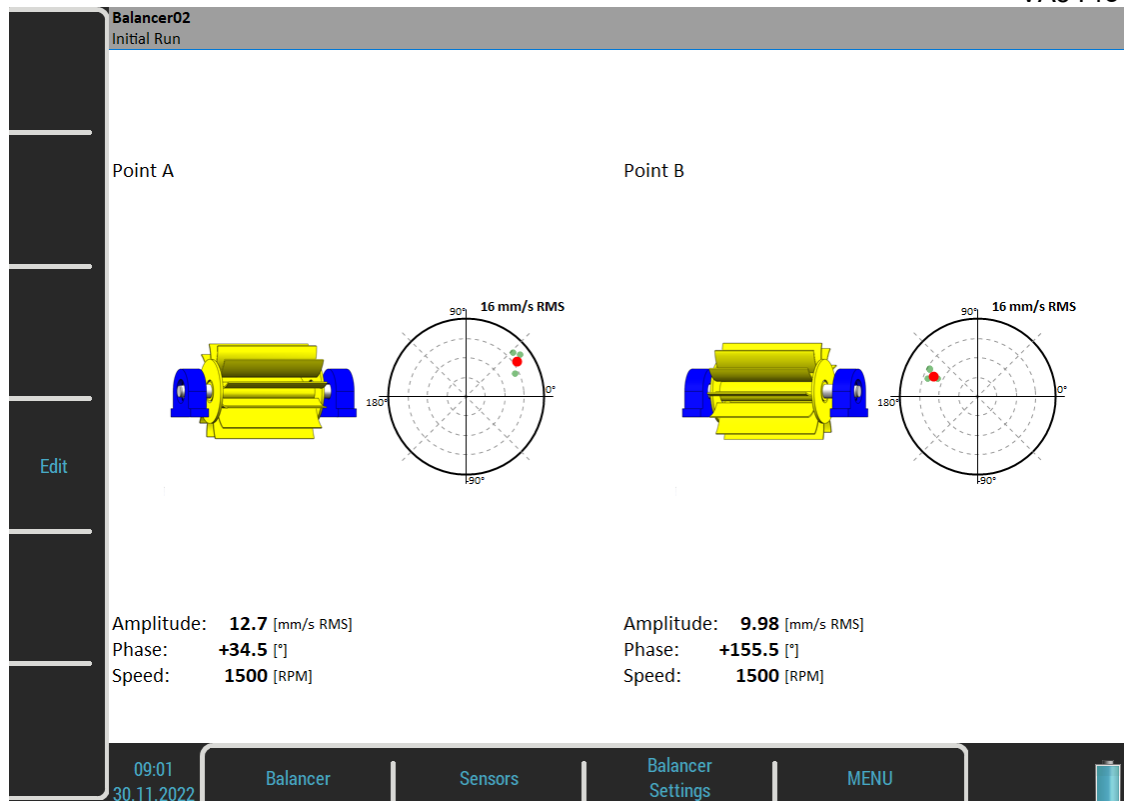 Balancer02
Initial Run
Point A
Point B
90°
16 mm/s RMS
0°
180°
-90°
90°
16 mm/s RMS
0°
180°
-90°
Edit
Amplitude: 12.7 [mm/s RMS]
Phase: +34.5 [°]
Speed: 1500 [RPM]
Amplitude: 9.98 [mm/s RMS]
Phase: +155.5 [°]
Speed: 1500 [RPM]
09:01
30.11.2022
Balancer
Sensors
Balancer
Settings
MENU